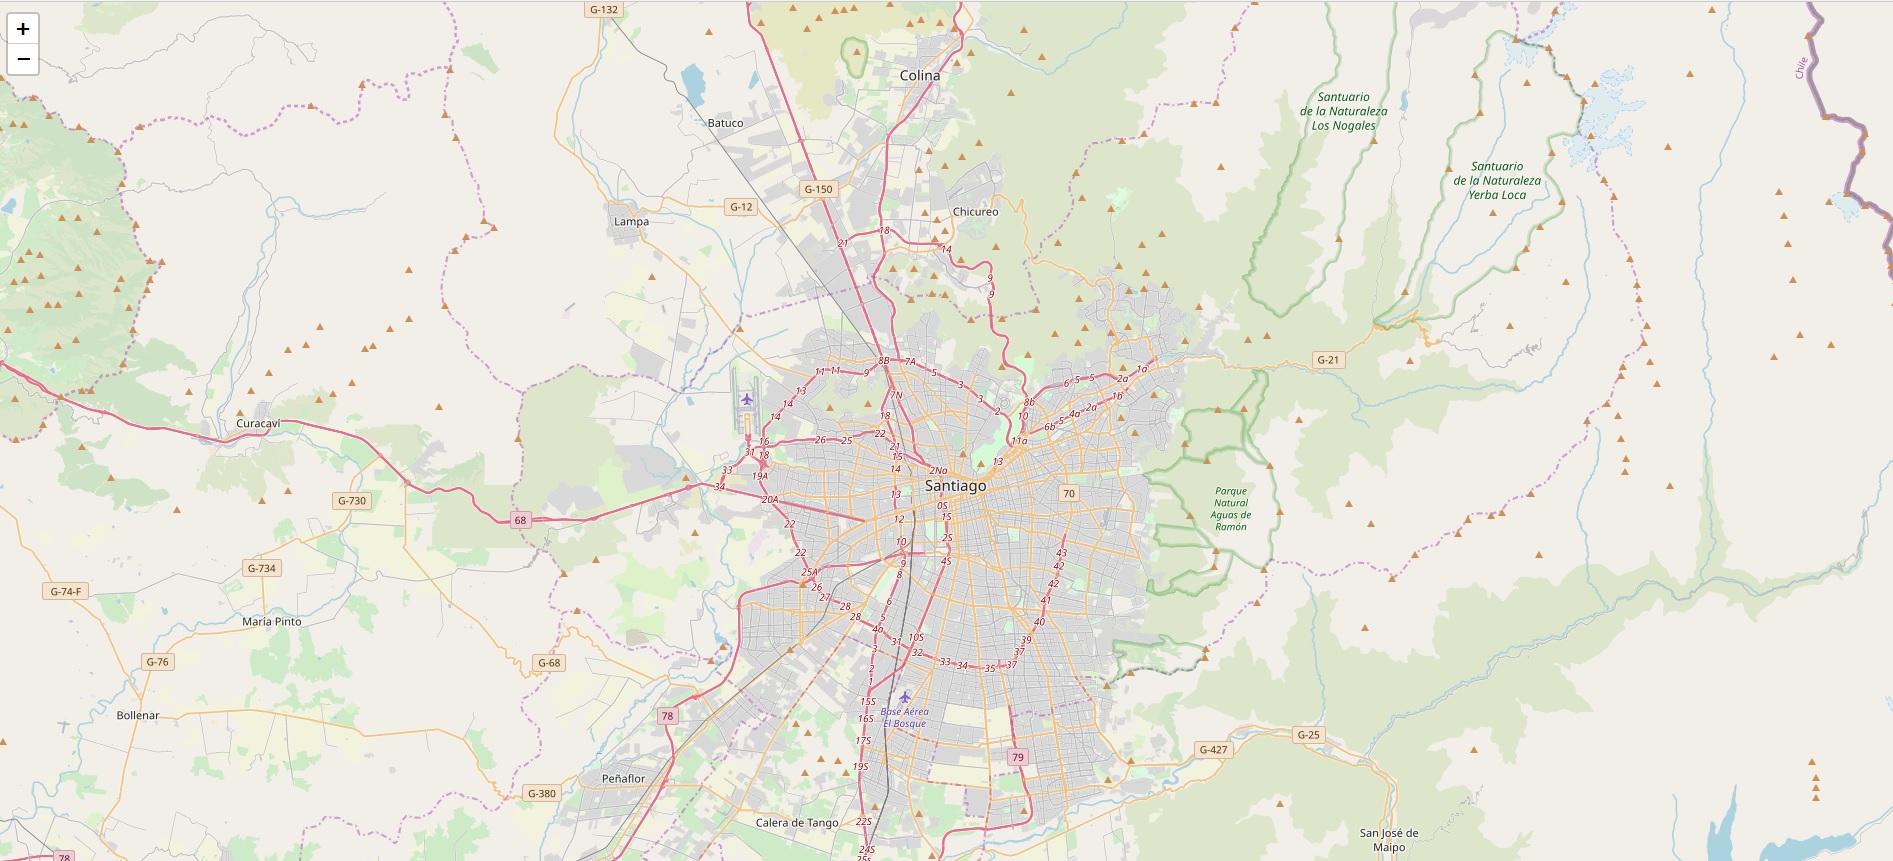 +
−
G-132
Colina
Batuco
Chile
Santuario
de la Naturaleza
Los Nogales
Santuario
de la Naturaleza
Yerba Loca
G-150
G-12
Lampa
Chicureo
18
21
14
9
9
8B
7A
G-21
11
11
9
5
3
6
5
5
2a
1a
13
7N
3
8b
1b
14
2
10
4a
2a
14
18
5
6b
Curacaví
16
26
25
22
11a
31
18
21
15
13
33
19A
14
2Na
34
Santiago
70
G-730
20A
13
0S
Parque
Natural
Aguas de
Ramón
68
22
12
1S
10
2S
43
22
9
4S
42
G-734
25A
8
26
42
G-74-F
27
28
6
41
María Pinto
28
5
40
40
31
10S
39
3
32
33
34
35
37
37
G-76
G-68
2
1
15S
Bollenar
78
16S
Base Aérea
El Bosque
17S
G-25
G-427
79
19S
Peñaflor
G-380
Calera de Tango
22S
San José de
Maipo
24S
25S
78